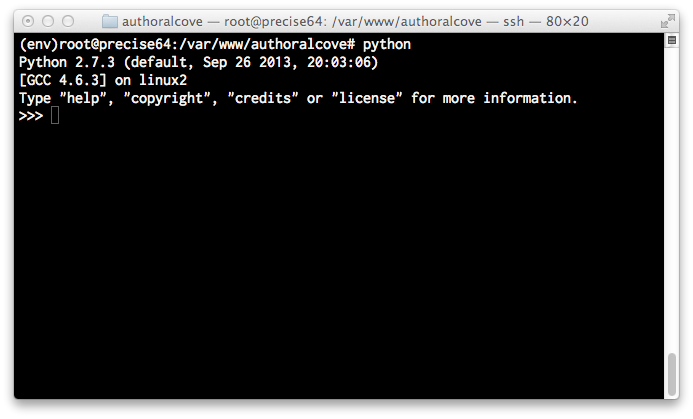 authoralcove — root@precise64: /var/www/authoralcove — ssh — 80×20
(env)root@precise64:/var/www/authoralcove# python
Python 2.7.3 (default, Sep 26 2013, 20:03:06)
[GCC 4.6.3] on linux2
Type "help", "copyright", "credits" or "license" for more information.
>>>